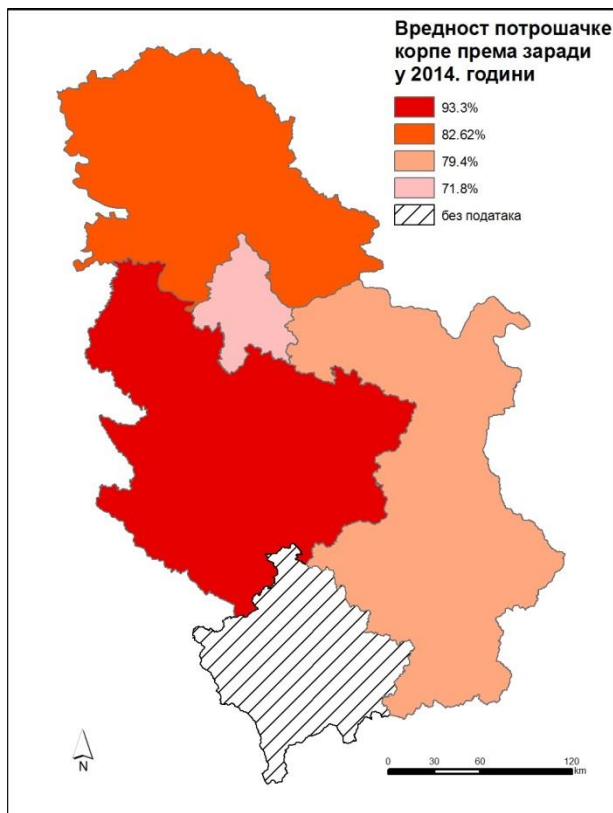 Вредност потрошачке
корпе према заради
у 2014. години
93.3%
82.62%
79.4%
71.8%
без података
N
0 30 60 120
km